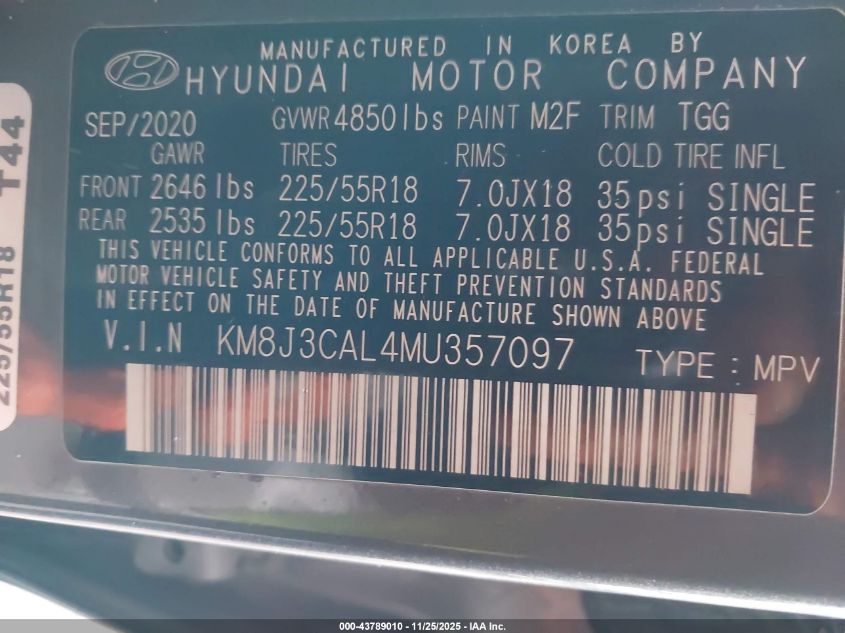 MANUFACTURED IN KOREA BY
HYUNDAI MOTOR COMPANY
SEP/2020 GVWR 4850 lbs PAINT M2F TRIM TGG
GAWR TIRES RIMS COLD TIRE INFL
FRONT 2646 lbs 225/55R18 7.0JX18 35psi SINGLE
REAR 2535 lbs 225/55R18 7.0JX18 35psi SINGLE
THIS VEHICLE CONFORMS TO ALL APPLICABLE U.S.A. FEDERAL
MOTOR VEHICLE SAFETY AND THEFT PREVENTION STANDARDS
IN EFFECT ON THE DATE OF MANUFACTURE SHOWN ABOVE
V.I.N KM8J3CAL4MU357097 TYPE : MPV
225/55R18 T44
000-43789010 - 11/25/2025 - IAA Inc.